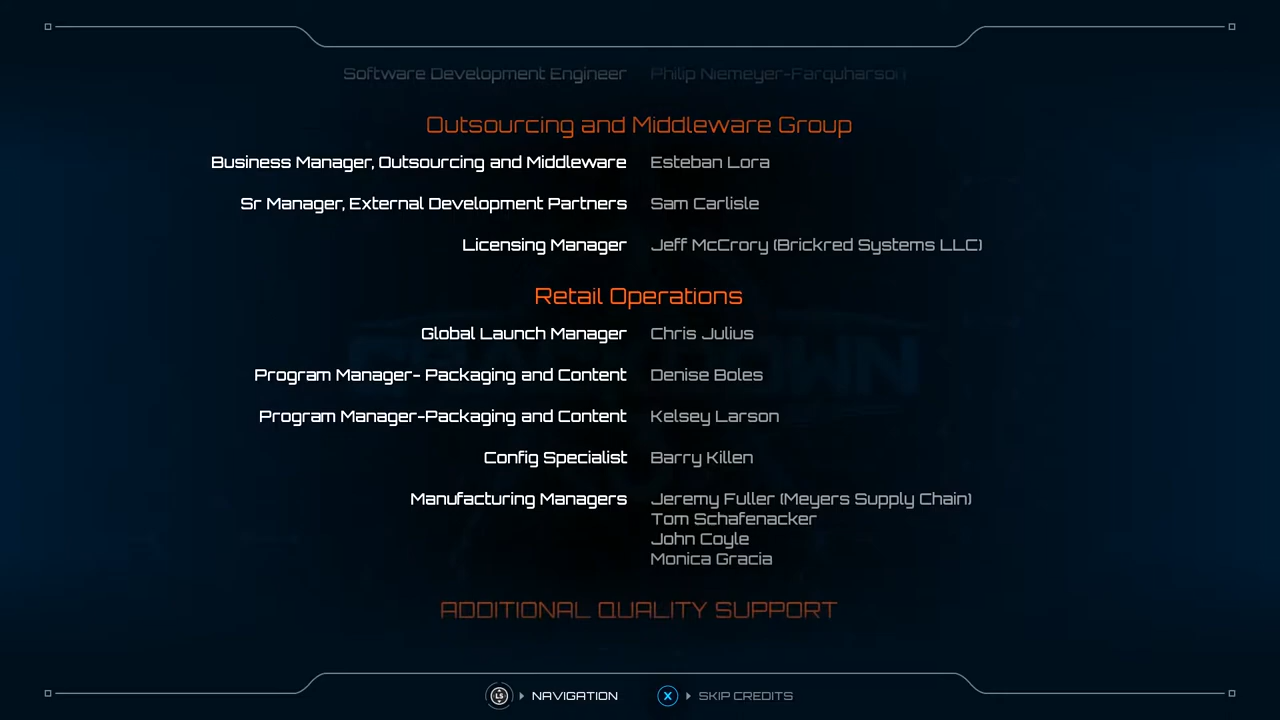 Software Development Engineer Philip Niemeyer-Farquharson
Outsourcing and Middleware Group
Business Manager, Outsourcing and Middleware Esteban Lora
Sr Manager, External Development Partners Sam Carlisle
Licensing Manager Jeff McCrory (Brickred Systems LLC)
Retail Operations
Global Launch Manager Chris Julius
Program Manager- Packaging and Content Denise Boles
Program Manager-Packaging and Content Kelsey Larson
Config Specialist Barry Killen
Manufacturing Managers Jeremy Fuller (Meyers Supply Chain)
Tom Schafenacker
John Coyle
Monica Gracia
ADDITIONAL QUALITY SUPPORT
LS NAVIGATION X SKIP CREDITS